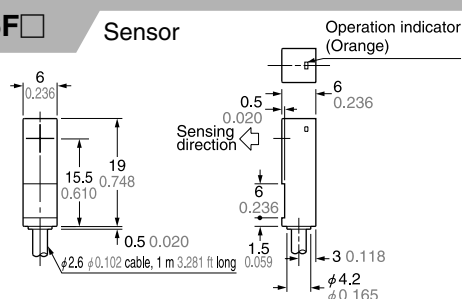 F□ Sensor
Operation indicator
(Orange)
6
0.236
6
0.236
0.5
0.020
Sensing
direction
15.5
0.610
19
0.748
6
0.236
0.5 0.020
1.5
0.059
3 0.118
φ2.6 φ0.102 cable, 1 m 3.281 ft long
φ4.2
φ0.165